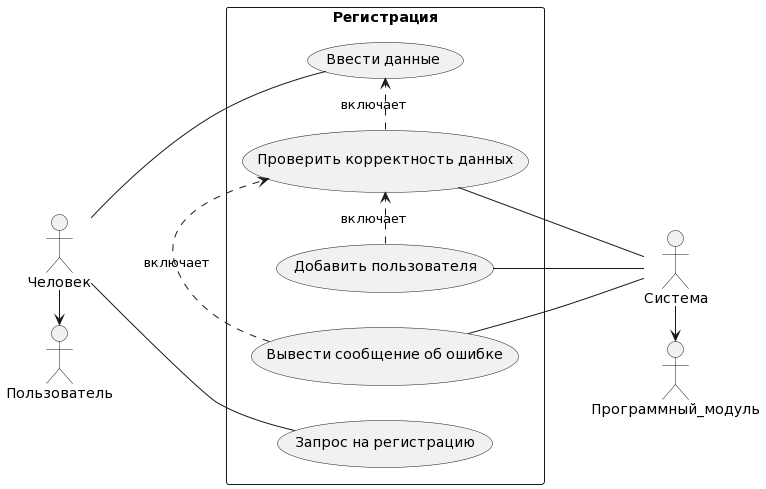 Регистрация
Ввести данные
включает
Проверить корректность данных
включает
Человек
включает
Добавить пользователя
Система
Вывести сообщение об ошибке
Пользователь
Программный_модуль
Запрос на регистрацию